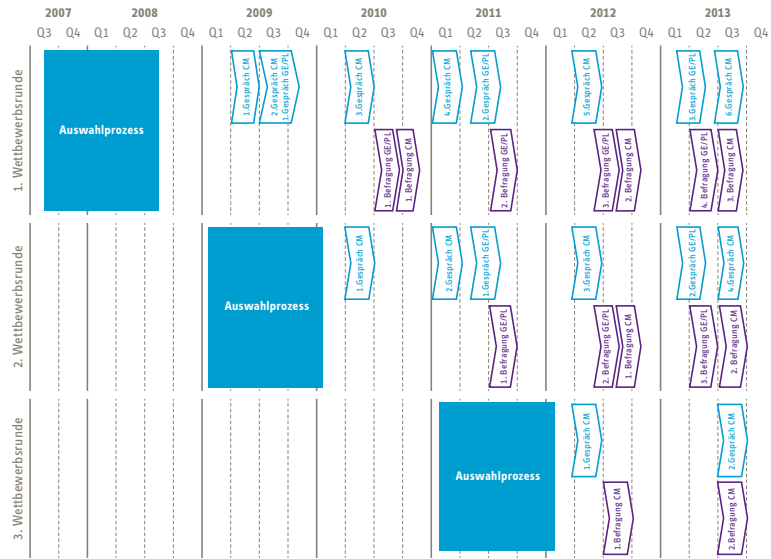 2007 2008 2009 2010 2011 2012 2013
Q3 Q4 Q1 Q2 Q3 Q4 Q1 Q2 Q3 Q4 Q1 Q2 Q3 Q4 Q1 Q2 Q3 Q4 Q1 Q2 Q3 Q4 Q1 Q2 Q3 Q4
1. Wettbewerbsrunde
Auswahlprozess
1.Gespräch CM
2.Gespräch CM
1.Gespräch GE/PL
3.Gespräch CM
4.Gespräch CM
2.Gespräch GE/PL
5.Gespräch CM
3.Gespräch GE/PL
6.Gespräch CM
1. Befragung GE/PL
1. Befragung CM
2. Befragung GE/PL
3. Befragung GE/PL
2. Befragung CM
4. Befragung GE/PL
3. Befragung CM
2. Wettbewerbsrunde
Auswahlprozess
1.Gespräch CM
2.Gespräch CM
1.Gespräch GE/PL
3.Gespräch CM
2.Gespräch GE/PL
4.Gespräch CM
1. Befragung GE/PL
2. Befragung GE/PL
1. Befragung CM
3. Befragung GE/PL
2. Befragung CM
3. Wettbewerbsrunde
Auswahlprozess
1.Gespräch CM
2.Gespräch CM
1.Befragung CM
2.Befragung CM